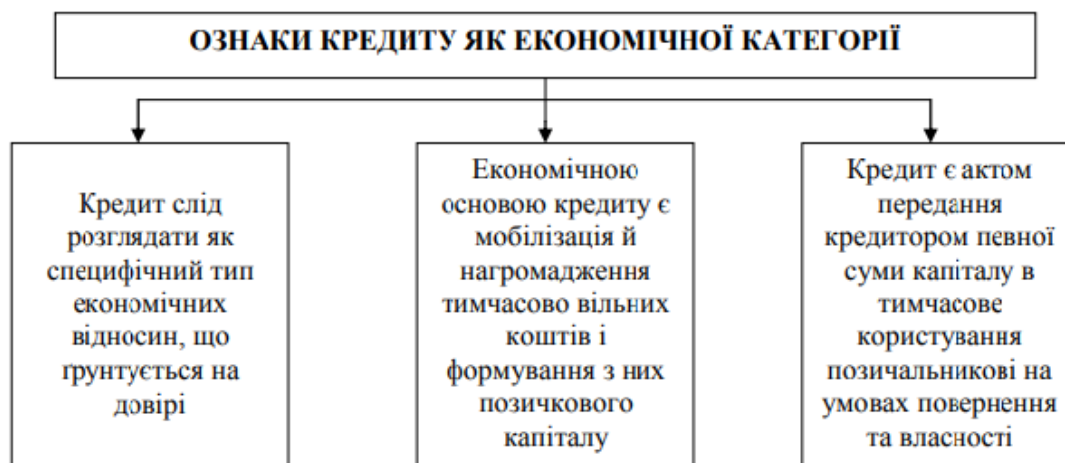 ОЗНАКИ КРЕДИТУ ЯК ЕКОНОМІЧНОЇ КАТЕГОРІЇ
Кредит слід
розглядати як
специфічний тип
економічних
відносин, що
ґрунтується на
довірі
Економічною
основою кредиту є
мобілізація й
нагромадження
тимчасово вільних
коштів і
формування з них
позичкового
капіталу
Кредит є актом
передання
кредитором певної
суми капіталу в
тимчасове
користування
позичальникові на
умовах повернення
та власності